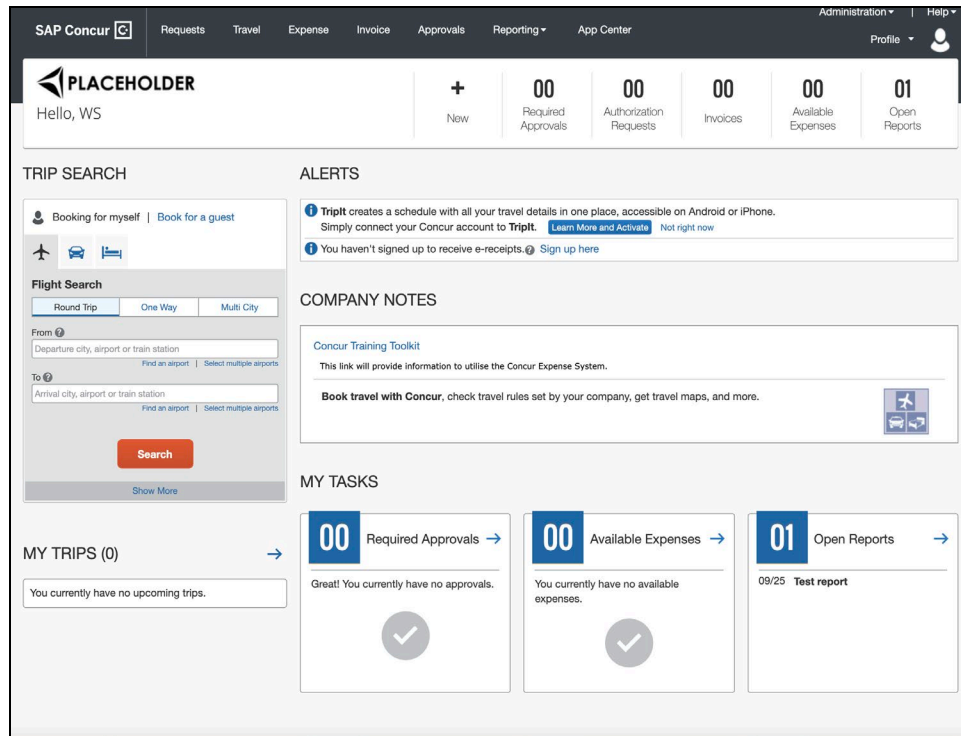 Administration | Help
SAP Concur C.
Requests Travel Expense Invoice Approvals Reporting App Center
Profile
PLACEHOLDER
Hello, WS
+
New
00
Required
Approvals
00
Authorization
Requests
00
Invoices
00
Available
Expenses
01
Open
Reports
TRIP SEARCH
Booking for myself | Book for a guest
Flight Search
Round Trip One Way Multi City
From ?
Departure city, airport or train station
Find an airport | Select multiple airports
To ?
Arrival city, airport or train station
Find an airport | Select multiple airports
Search
Show More
MY TRIPS (0) →
You currently have no upcoming trips.
ALERTS
i TripIt creates a schedule with all your travel details in one place, accessible on Android or iPhone.
Simply connect your Concur account to TripIt. Learn More and Activate Not right now
i You haven't signed up to receive e-receipts. ? Sign up here
COMPANY NOTES
Concur Training Toolkit
This link will provide information to utilise the Concur Expense System.
Book travel with Concur, check travel rules set by your company, get travel maps, and more.
MY TASKS
00 Required Approvals →
Great! You currently have no approvals.
00 Available Expenses →
You currently have no available
expenses.
01 Open Reports →
09/25 Test report